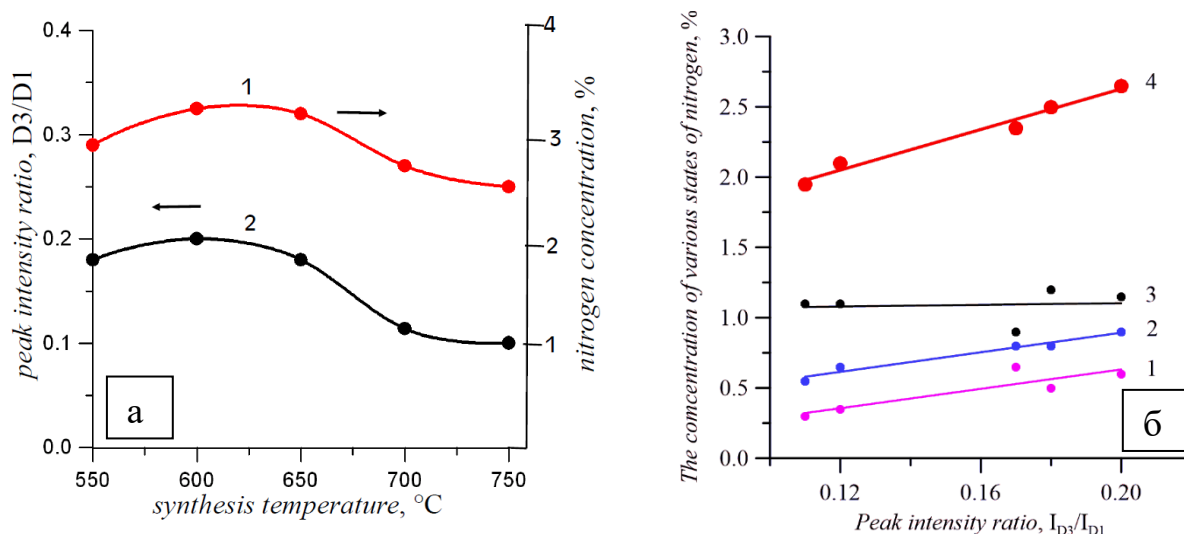 peak intensity ratio, D3/D1
0.4
0.3
0.2
0.1
0.0
1
2
4
3
2
1
nitrogen concentration, %
а
550 600 650 700 750
synthesis temperature, °C
The comcentration of various states of nitrogen, %
3.0
2.5
2.0
1.5
1.0
0.5
0.0
4
3
2
1
б
0.12 0.16 0.20
Peak intensity ratio, I_D3/I_D1